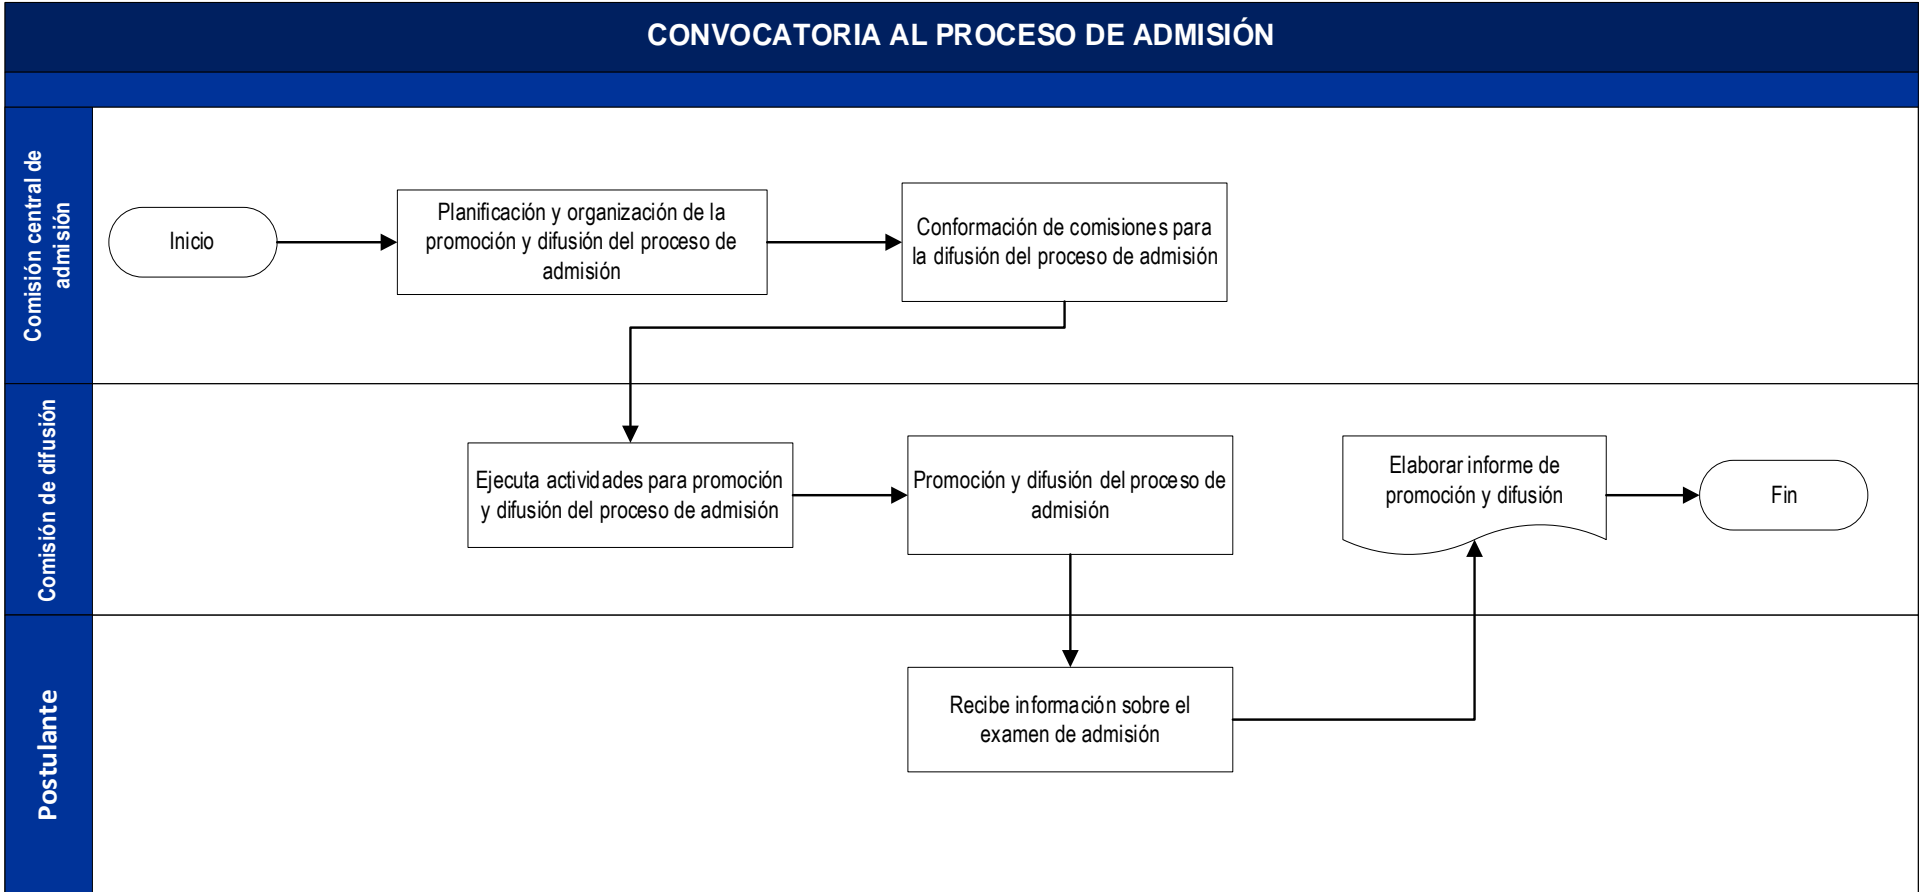 CONVOCATORIA AL PROCESO DE ADMISIÓN
Comisión central de
admisión
Inicio
Planificación y organización de la
promoción y difusión del proceso de
admisión
Conformación de comisiones para
la difusión del proceso de admisión
Comisión de difusión
Ejecuta actividades para promoción
y difusión del proceso de admisión
Promoción y difusión del proceso de
admisión
Elaborar informe de
promoción y difusión
Fin
Postulante
Recibe información sobre el
examen de admisión